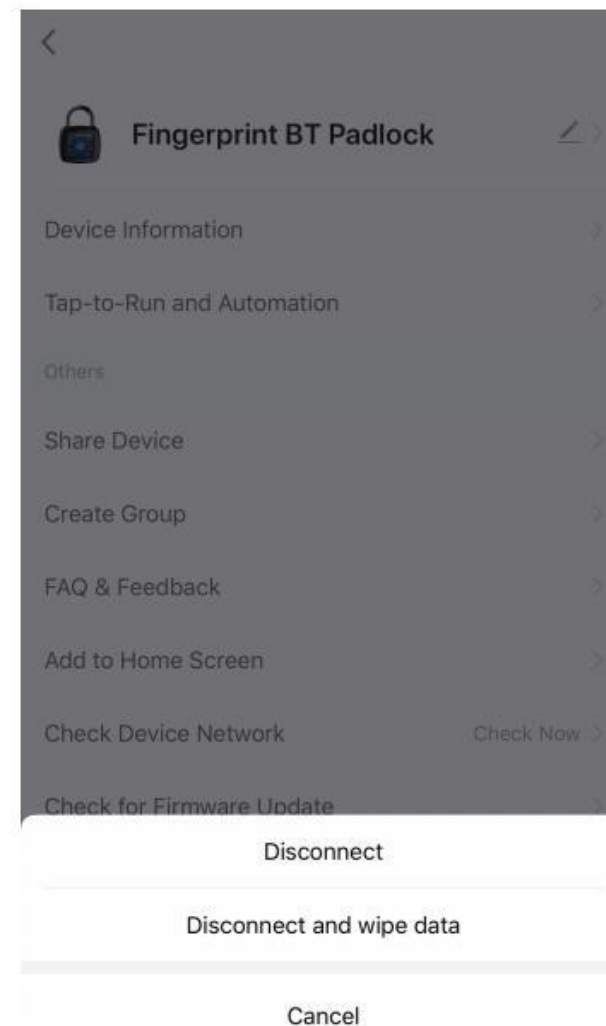 Fingerprint BT Padlock
Device Information
Tap-to-Run and Automation
Others
Share Device
Create Group
FAQ & Feedback
Add to Home Screen
Check Device Network Check Now
Check for Firmware Update
Disconnect
Disconnect and wipe data
Cancel